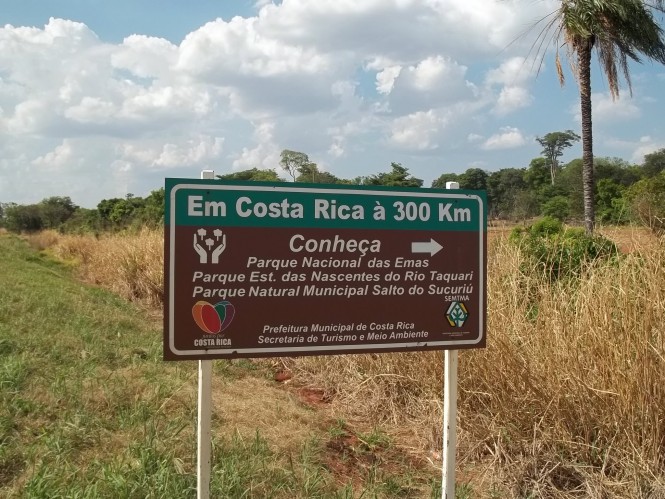 Em Costa Rica à 300 Km
Conheça
Parque Nacional das Emas
Parque Est. das Nascentes do Rio Taquari
Parque Natural Municipal Salto do Sucuriú
SEMTMA
COSTA RICA
Prefeitura Municipal de Costa Rica
Secretaria de Turismo e Meio Ambiente